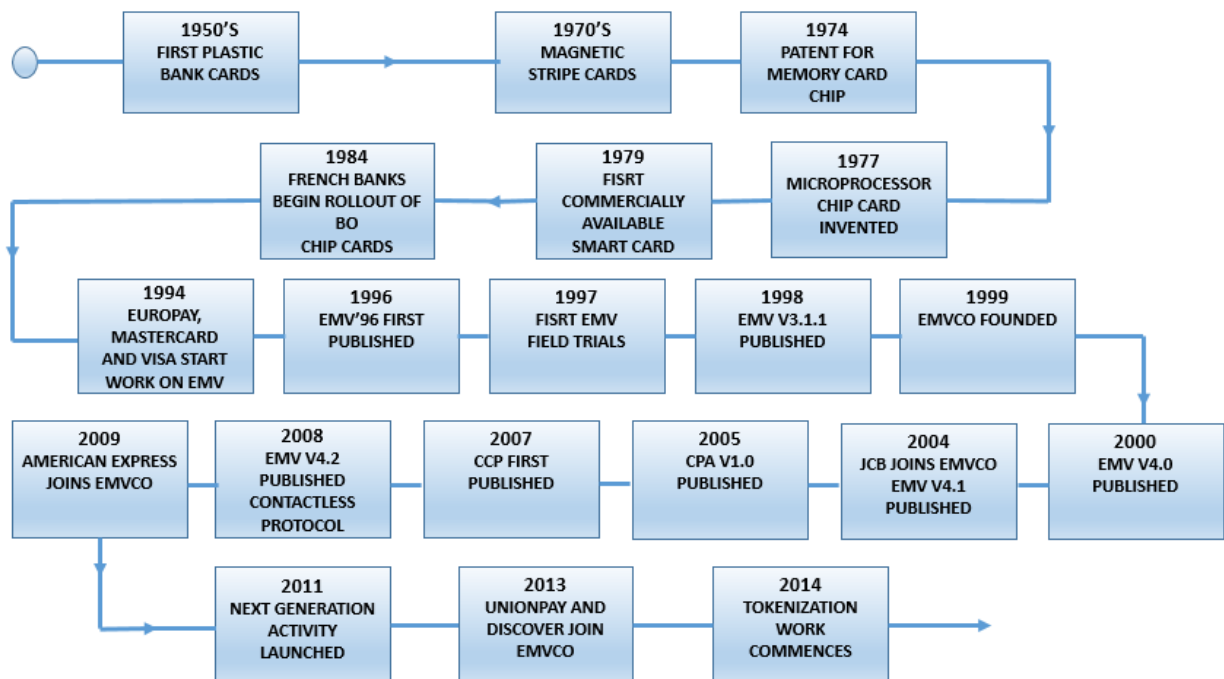 1950'S
FIRST PLASTIC
BANK CARDS
1970'S
MAGNETIC
STRIPE CARDS
1974
PATENT FOR
MEMORY CARD
CHIP
1977
MICROPROCESSOR
CHIP CARD
INVENTED
1979
FISRT
COMMERCIALLY
AVAILABLE
SMART CARD
1984
FRENCH BANKS
BEGIN ROLLOUT OF
BO
CHIP CARDS
1994
EUROPAY,
MASTERCARD
AND VISA START
WORK ON EMV
1996
EMV'96 FIRST
PUBLISHED
1997
FISRT EMV
FIELD TRIALS
1998
EMV V3.1.1
PUBLISHED
1999
EMVCO FOUNDED
2000
EMV V4.0
PUBLISHED
2004
JCB JOINS EMVCO
EMV V4.1
PUBLISHED
2005
CPA V1.0
PUBLISHED
2007
CCP FIRST
PUBLISHED
2008
EMV V4.2
PUBLISHED
CONTACTLESS
PROTOCOL
2009
AMERICAN EXPRESS
JOINS EMVCO
2011
NEXT GENERATION
ACTIVITY
LAUNCHED
2013
UNIONPAY AND
DISCOVER JOIN
EMVCO
2014
TOKENIZATION
WORK
COMMENCES